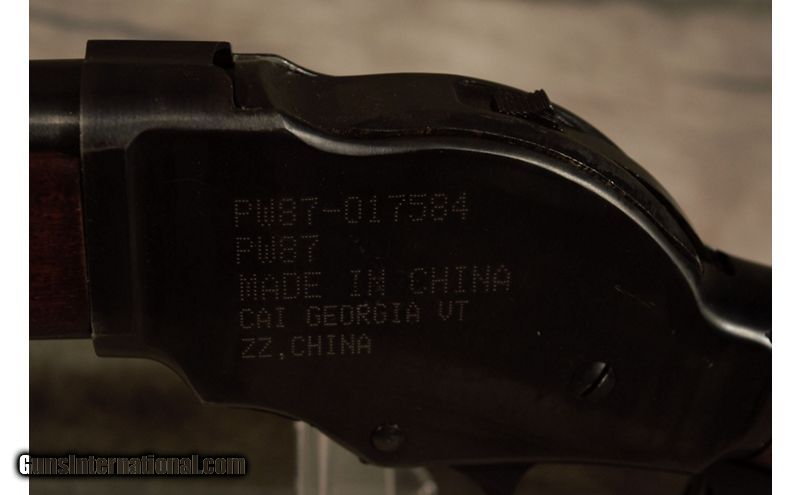 PW87-017584
PW87
MADE IN CHINA
CAI GEORGIA VT
ZZ,CHINA
GunsInternational.com